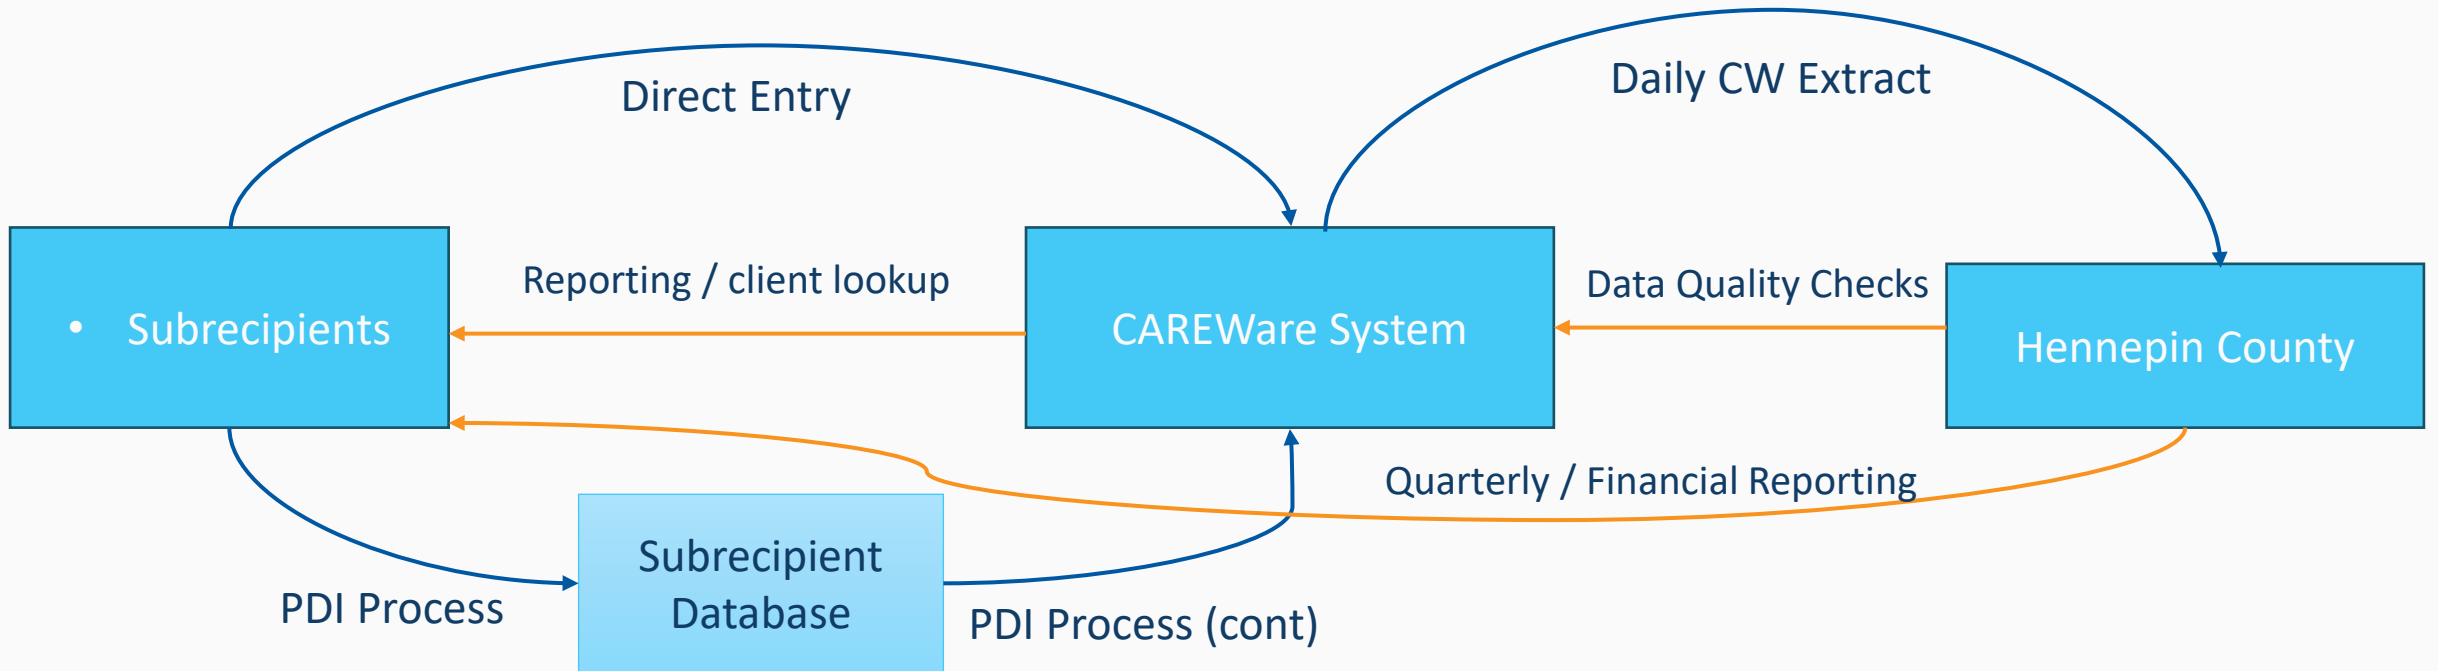 Direct Entry
Daily CW Extract
Reporting / client lookup
Data Quality Checks
• Subrecipients
CAREWare System
Hennepin County
Quarterly / Financial Reporting
Subrecipient
Database
PDI Process
PDI Process (cont)